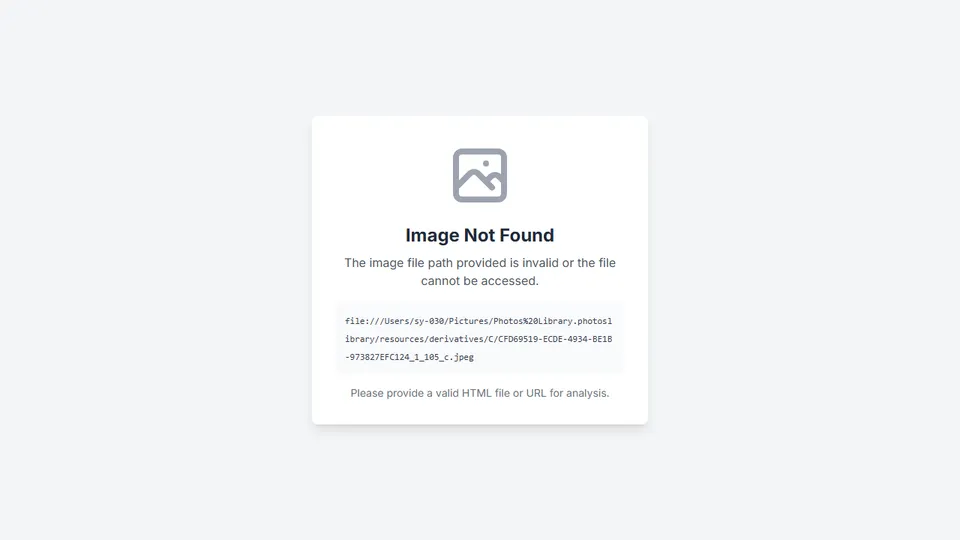 Image Not Found
The image file path provided is invalid or the file
cannot be accessed.
file:///Users/sy-030/Pictures/Photos%20Library.photosl
ibrary/resources/derivatives/C/CFD69519-ECDE-4934-BE1B
-973827EFC124_1_105_c.jpeg
Please provide a valid HTML file or URL for analysis.